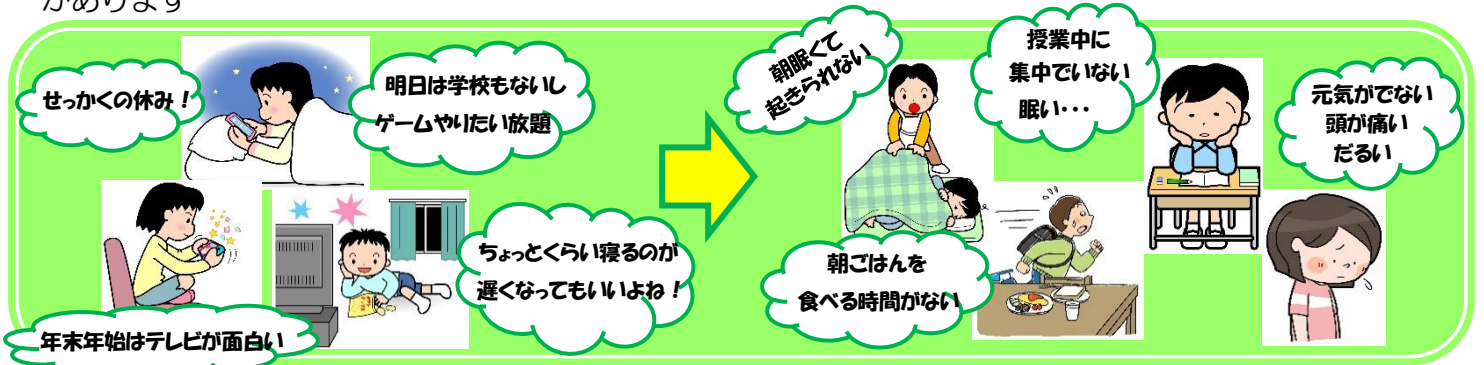 があります
せっかくの休み！
明日は学校もないし
ゲームやりたい放題
ちょっとくらい寝るのが
遅くなってもいいよね！
年末年始はテレビが面白い
朝眠くて
起きられない
授業中に
集中でいない
眠い・・・
元気がでない
頭が痛い
だるい
朝ごはんを
食べる時間がない